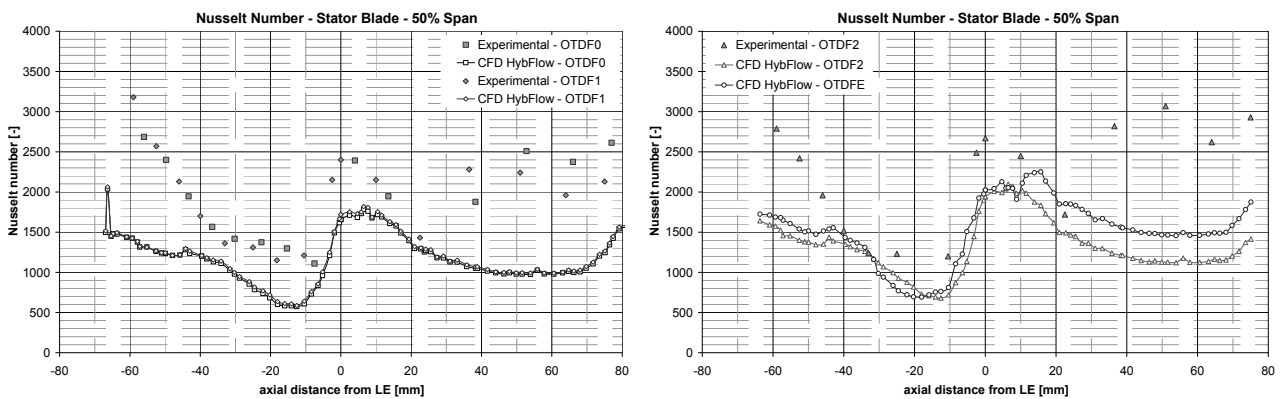 Nusselt Number - Stator Blade - 50% Span
4000
3500
3000
2500
2000
1500
1000
500
0
Nusselt number [-]
Experimental - OTDF0
CFD HybFlow - OTDF0
Experimental - OTDF1
CFD HybFlow - OTDF1
-80 -60 -40 -20 0 20 40 60 80
axial distance from LE [mm]
Nusselt Number - Stator Blade - 50% Span
4000
3500
3000
2500
2000
1500
1000
500
0
Nusselt number [-]
Experimental - OTDF2
CFD HybFlow - OTDF2
CFD HybFlow - OTDFE
-80 -60 -40 -20 0 20 40 60 80
axial distance from LE [mm]